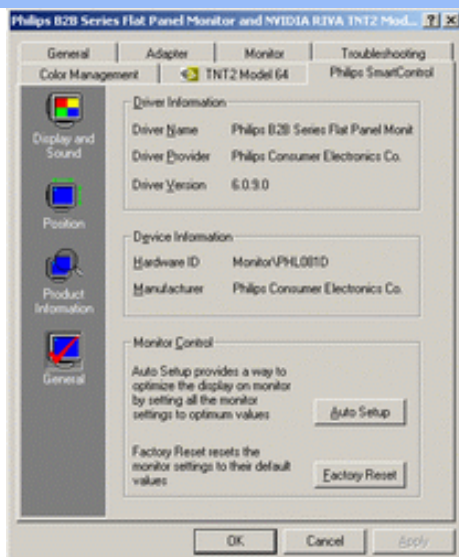 Philips B2B Series Flat Panel Monitor and NVIDIA RIVA TNT2 Mod...
General Adapter Monitor Troubleshooting
Color Management TNT2 Model 64 Philips SmartControl
Display and
Sound
Position
Product
Information
General
Driver Information
Driver Name Philips B2B Series Flat Panel Monit
Driver Provider Philips Consumer Electronics Co.
Driver Version 6.0.9.0
Device Information
Hardware ID Monitor\PHL081D
Manufacturer Philips Consumer Electronics Co.
Monitor Control
Auto Setup provides a way to
optimize the display on monitor
by setting all the monitor
settings to optimum values
Auto Setup
Factory Reset resets the
monitor settings to their default
values
Factory Reset
OK Cancel Apply